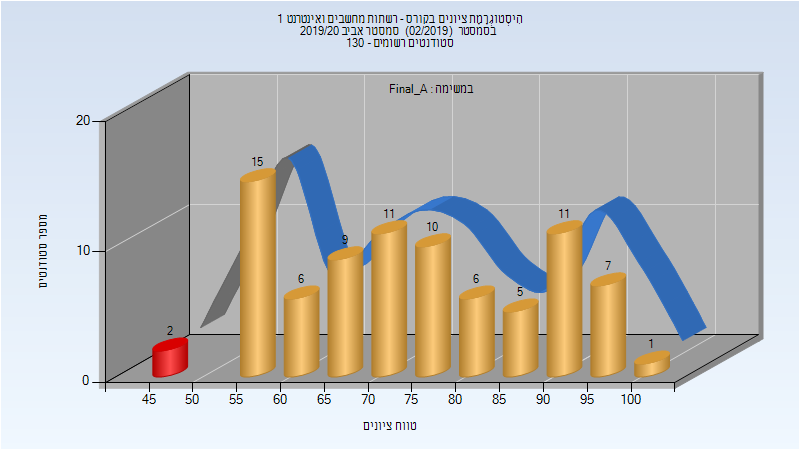 היסטוגרמת ציונים בקורס - רשתות מחשבים ואינטרנט 1
בסמסטר (02/2019) סמסטר אביב 2019/20
סטודנטים רשומים - 130
במשימה : Final_A
מספר סטודנטים
20
10
0
2
15
6
9
11
10
6
5
11
7
1
45 50 55 60 65 70 75 80 85 90 95 100
טווח ציונים